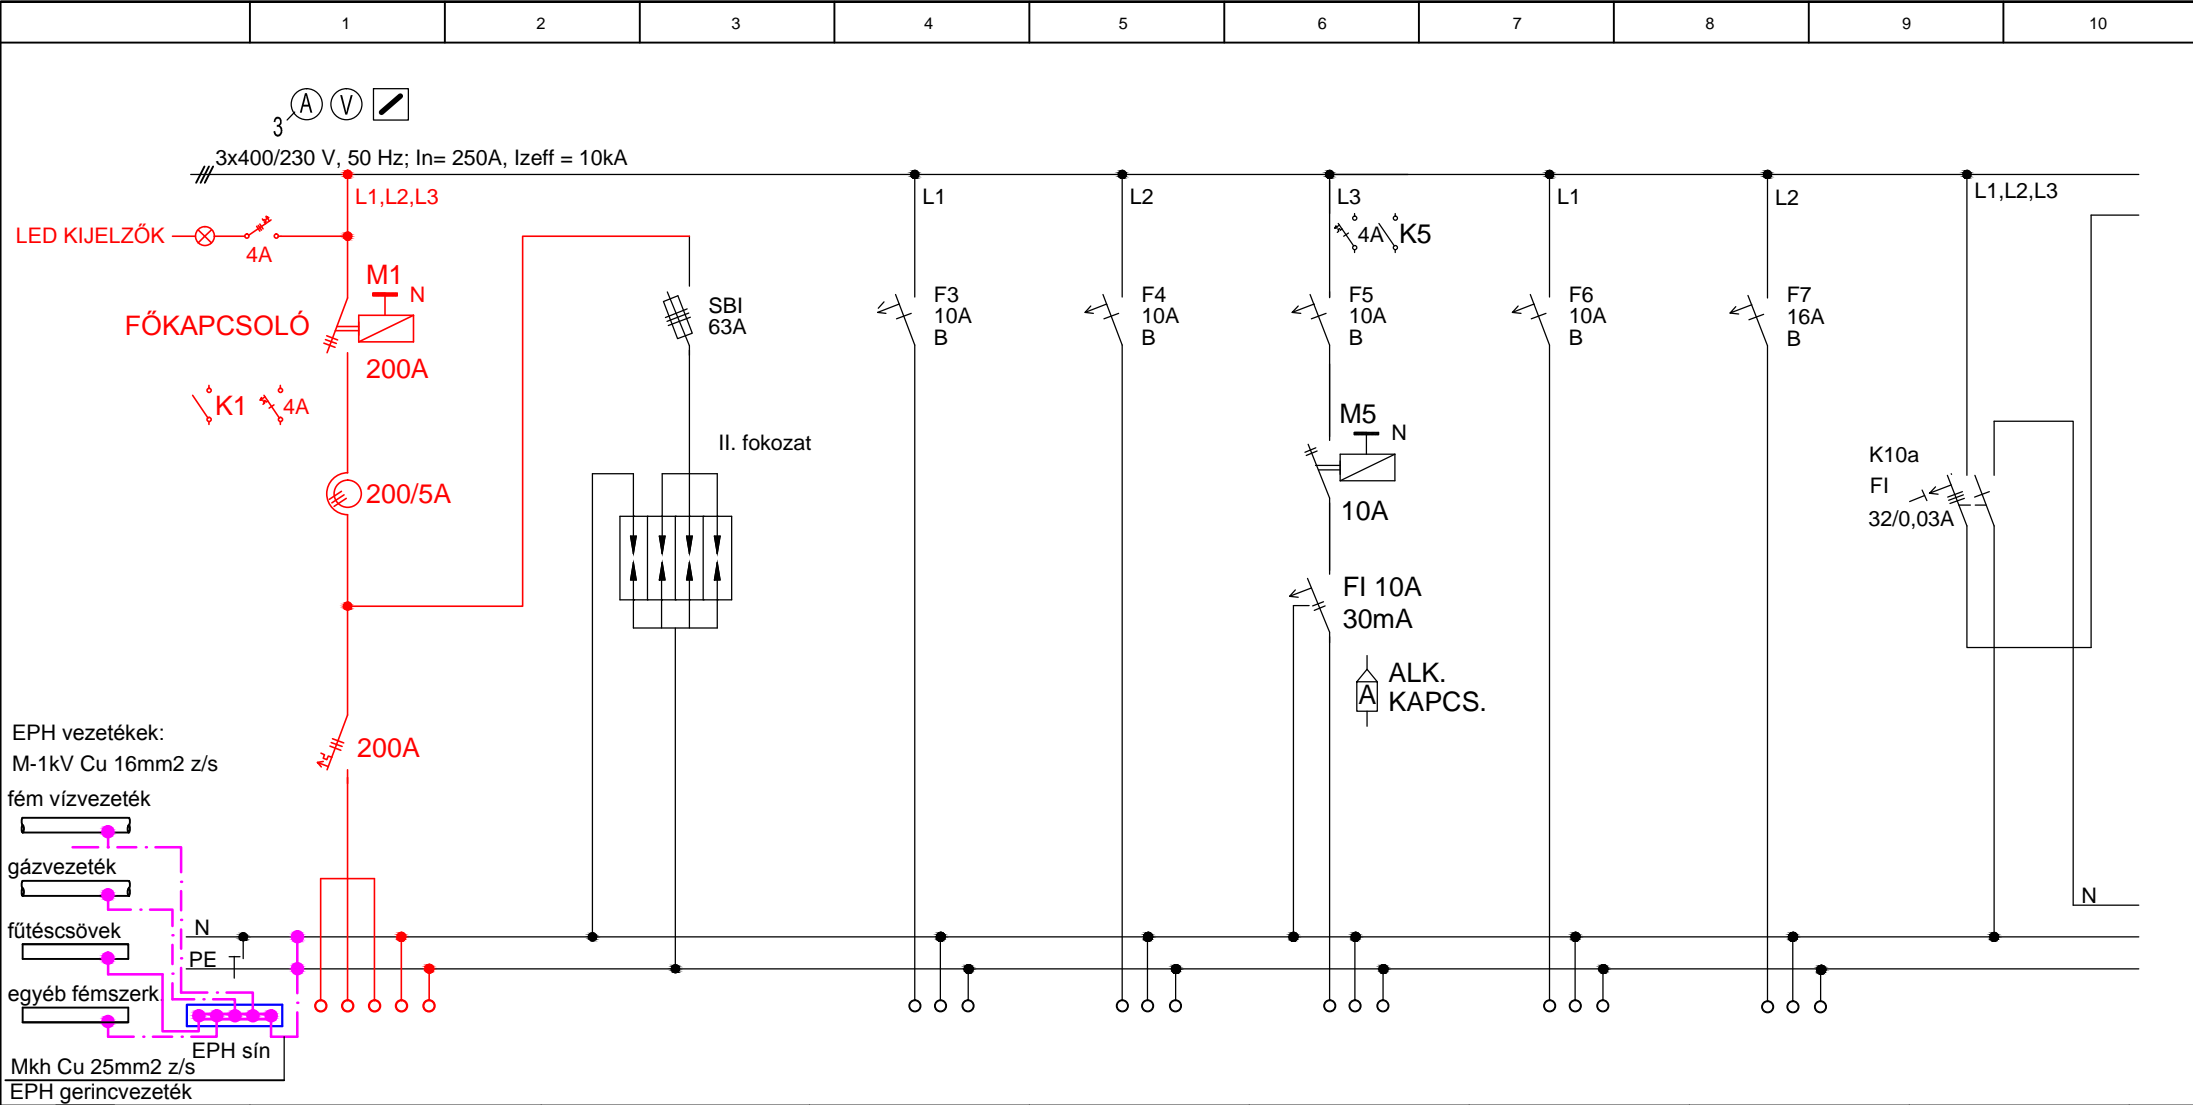 1 2 3 4 5 6 7 8 9 10
3 A V
3x400/230 V, 50 Hz; In= 250A, Izeff = 10kA
L1,L2,L3
L1
L2
L3
L1
L2
L1,L2,L3
LED KIJELZŐK
4A
4A
K5
M1
N
FŐKAPCSOLÓ
200A
SBI
63A
F3
10A
B
F4
10A
B
F5
10A
B
F6
10A
B
F7
16A
B
K1
4A
II. fokozat
M5
N
10A
K10a
FI
32/0,03A
200/5A
FI 10A
30mA
A
ALK.
KAPCS.
200A
EPH vezetékek:
M-1kV Cu 16mm2 z/s
fém vízvezeték
gázvezeték
fűtéscsövek
egyéb fémszerk.
N
PE
N
EPH sín
Mkh Cu 25mm2 z/s
EPH gerincvezeték